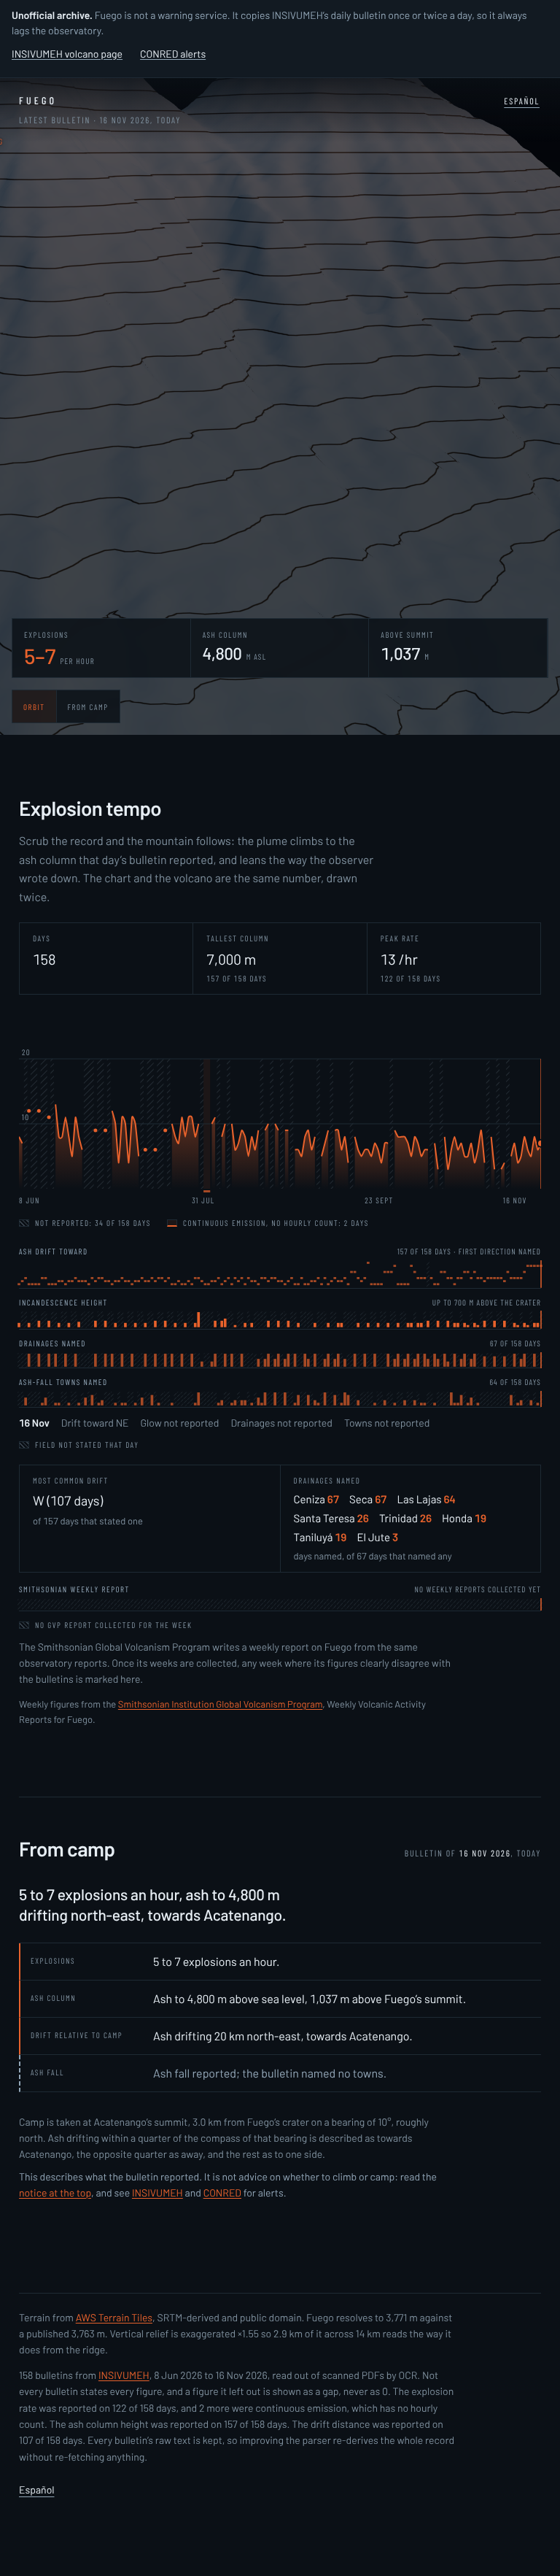 Unofficial archive. Fuego is not a warning service. It copies INSIVUMEH's daily bulletin once or twice a day, so it always
lags the observatory.
INSIVUMEH volcano page CONRED alerts
FUEGO
ESPAÑOL
LATEST BULLETIN · 16 NOV 2026, TODAY
EXPLOSIONS
5–7 PER HOUR
ASH COLUMN
4,800 M ASL
ABOVE SUMMIT
1,037 M
ORBIT FROM CAMP
Explosion tempo
Scrub the record and the mountain follows: the plume climbs to the
ash column that day's bulletin reported, and leans the way the observer
wrote down. The chart and the volcano are the same number, drawn
twice.
DAYS
158
TALLEST COLUMN
7,000 m
157 OF 158 DAYS
PEAK RATE
13 /hr
122 OF 158 DAYS
20
10
8 JUN 31 JUL 23 SEPT 16 NOV
NOT REPORTED: 34 OF 158 DAYS CONTINUOUS EMISSION, NO HOURLY COUNT: 2 DAYS
ASH DRIFT TOWARD 157 OF 158 DAYS · FIRST DIRECTION NAMED
INCANDESCENCE HEIGHT UP TO 700 M ABOVE THE CRATER
DRAINAGES NAMED 67 OF 158 DAYS
ASH-FALL TOWNS NAMED 64 OF 158 DAYS
16 Nov Drift toward NE Glow not reported Drainages not reported Towns not reported
FIELD NOT STATED THAT DAY
MOST COMMON DRIFT
W (107 days)
of 157 days that stated one
DRAINAGES NAMED
Ceniza 67 Seca 67 Las Lajas 64
Santa Teresa 26 Trinidad 26 Honda 19
Taniluyá 19 El Jute 3
days named, of 67 days that named any
SMITHSONIAN WEEKLY REPORT NO WEEKLY REPORTS COLLECTED YET
NO GVP REPORT COLLECTED FOR THE WEEK
The Smithsonian Global Volcanism Program writes a weekly report on Fuego from the same
observatory reports. Once its weeks are collected, any week where its figures clearly disagree with
the bulletins is marked here.
Weekly figures from the Smithsonian Institution Global Volcanism Program, Weekly Volcanic Activity
Reports for Fuego.
From camp
BULLETIN OF 16 NOV 2026, TODAY
5 to 7 explosions an hour, ash to 4,800 m
drifting north-east, towards Acatenango.
EXPLOSIONS 5 to 7 explosions an hour.
ASH COLUMN Ash to 4,800 m above sea level, 1,037 m above Fuego's summit.
DRIFT RELATIVE TO CAMP Ash drifting 20 km north-east, towards Acatenango.
ASH FALL Ash fall reported; the bulletin named no towns.
Camp is taken at Acatenango's summit, 3.0 km from Fuego's crater on a bearing of 10°, roughly
north. Ash drifting within a quarter of the compass of that bearing is described as towards
Acatenango, the opposite quarter as away, and the rest as to one side.
This describes what the bulletin reported. It is not advice on whether to climb or camp: read the
notice at the top, and see INSIVUMEH and CONRED for alerts.
Terrain from AWS Terrain Tiles, SRTM-derived and public domain. Fuego resolves to 3,771 m against
a published 3,763 m. Vertical relief is exaggerated ×1.55 so 2.9 km of it across 14 km reads the way it
does from the ridge.
158 bulletins from INSIVUMEH, 8 Jun 2026 to 16 Nov 2026, read out of scanned PDFs by OCR. Not
every bulletin states every figure, and a figure it left out is shown as a gap, never as 0. The explosion
rate was reported on 122 of 158 days, and 2 more were continuous emission, which has no hourly
count. The ash column height was reported on 157 of 158 days. The drift distance was reported on
107 of 158 days. Every bulletin's raw text is kept, so improving the parser re-derives the whole record
without re-fetching anything.
Español